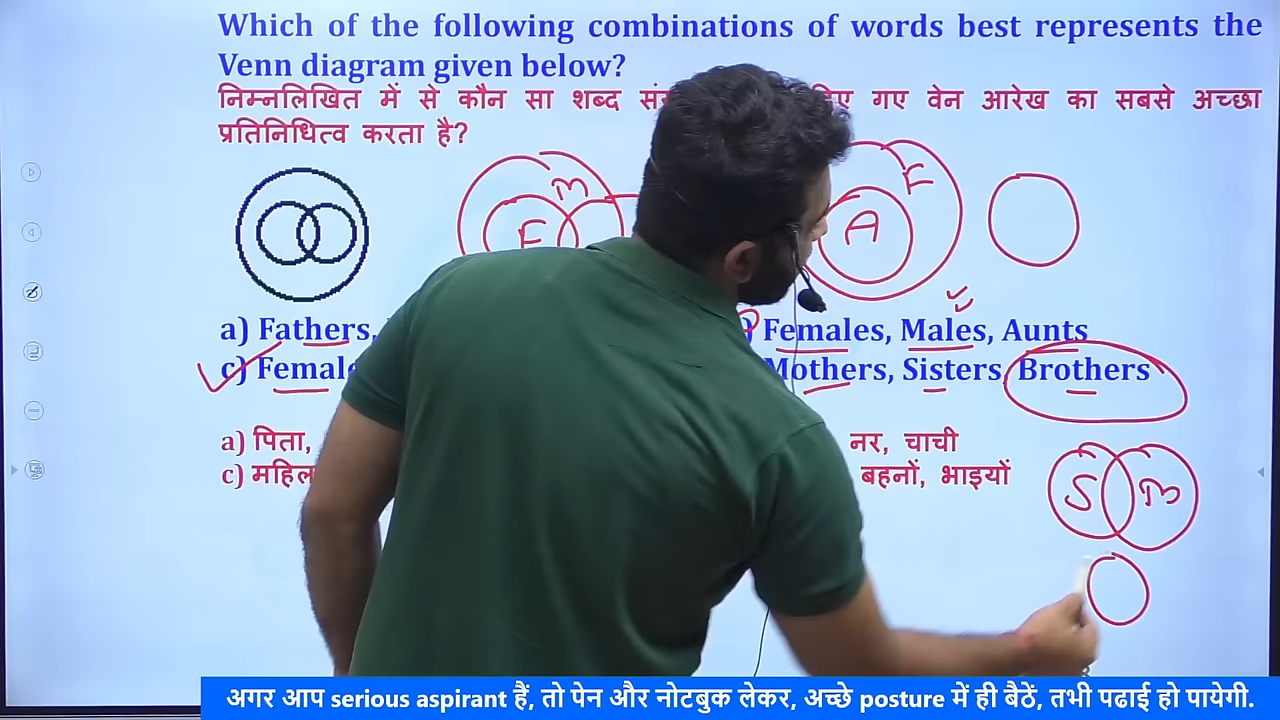 Which of the following combinations of words best represents the
Venn diagram given below?
निम्नलिखित में से कौन सा शब्द गए वेन आरेख का सबसे अच्छा
प्रतिनिधित्व करता है?
m
F
A
F
a) Fathers, Females, Males, Aunts
c) Mothers, Sisters, Brothers
a) पिता, नर, चाची
c) बहनों, भाइयों
S
m
अगर आप serious aspirant हैं, तो पेन और नोटबुक लेकर, अच्छे posture में ही बैठें, तभी पढाई हो पायेगी.